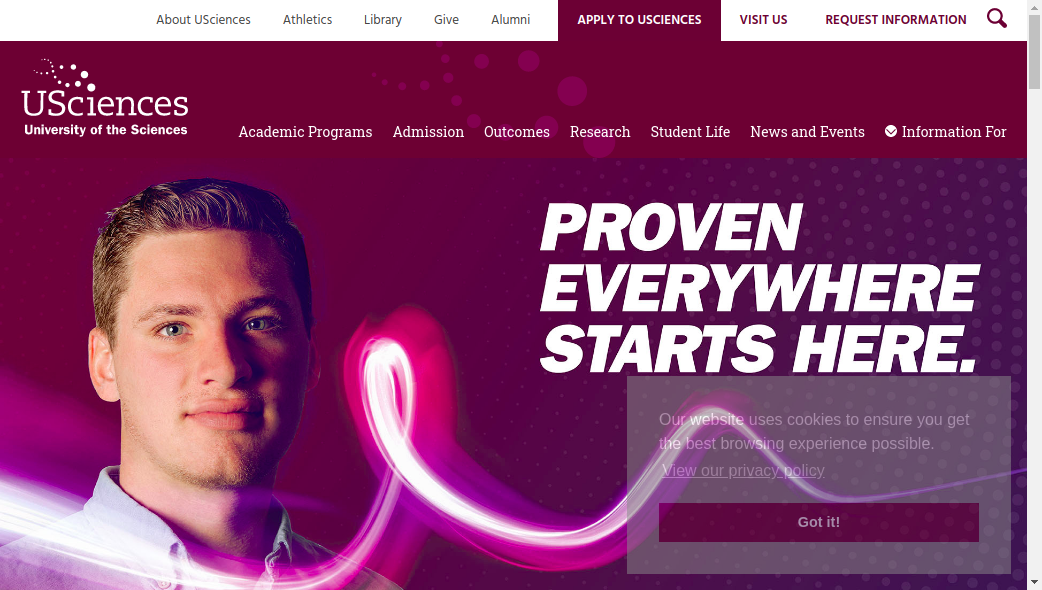 About USciences
Athletics
Library
Give
Alumni
APPLY TO USCIENCES
VISIT US
REQUEST INFORMATION
USciences
University of the Sciences
Academic Programs
Admission
Outcomes
Research
Student Life
News and Events
Information For
PROVEN
EVERYWHERE
STARTS HERE.
Our website uses cookies to ensure you get
the best browsing experience possible.
View our privacy policy
Got it!